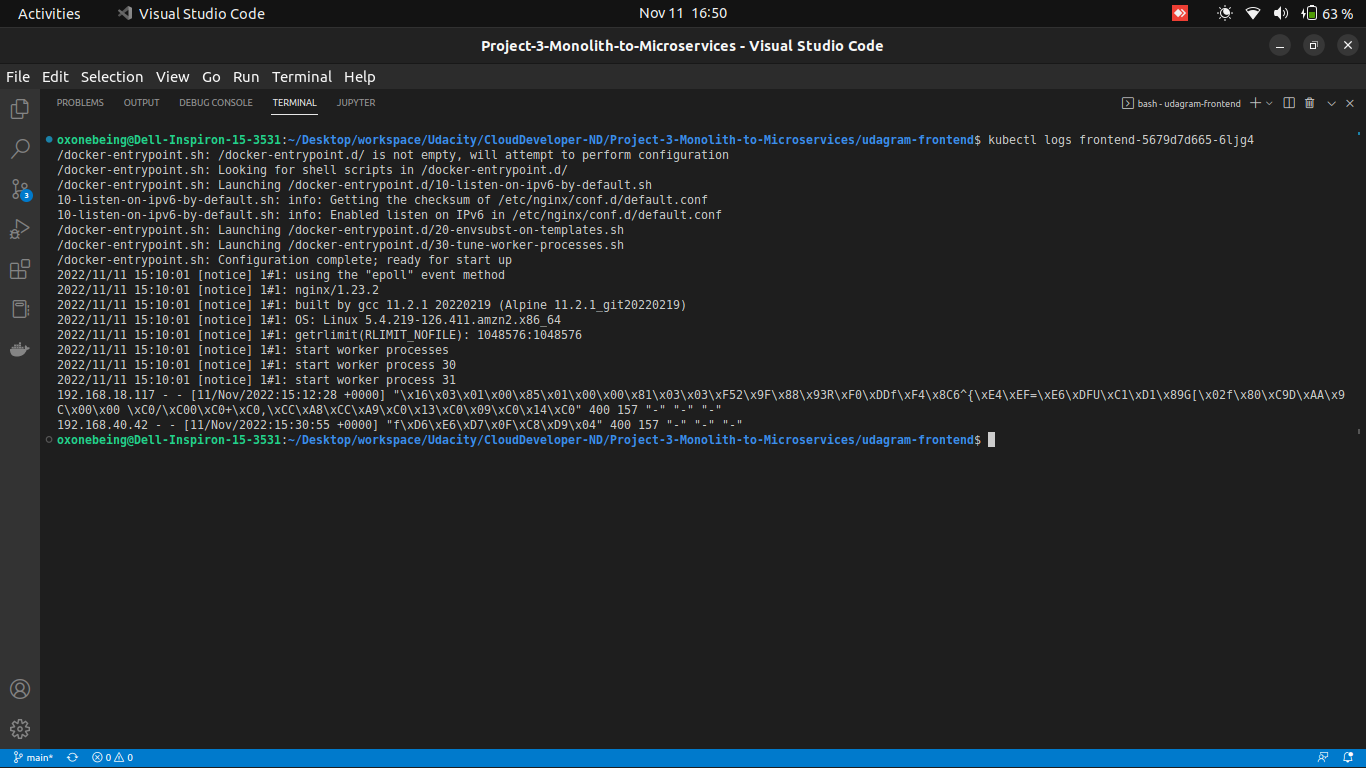 Activities Visual Studio Code Nov 11 16:50 63 %
Project-3-Monolith-to-Microservices - Visual Studio Code
File Edit Selection View Go Run Terminal Help
PROBLEMS OUTPUT DEBUG CONSOLE TERMINAL JUPYTER bash - udagram-frontend
oxonebeing@Dell-Inspiron-15-3531:~/Desktop/workspace/Udacity/CloudDeveloper-ND/Project-3-Monolith-to-Microservices/udagram-frontend$ kubectl logs frontend-5679d7d665-6ljg4
/docker-entrypoint.sh: /docker-entrypoint.d/ is not empty, will attempt to perform configuration
/docker-entrypoint.sh: Looking for shell scripts in /docker-entrypoint.d/
/docker-entrypoint.sh: Launching /docker-entrypoint.d/10-listen-on-ipv6-by-default.sh
10-listen-on-ipv6-by-default.sh: info: Getting the checksum of /etc/nginx/conf.d/default.conf
10-listen-on-ipv6-by-default.sh: info: Enabled listen on IPv6 in /etc/nginx/conf.d/default.conf
/docker-entrypoint.sh: Launching /docker-entrypoint.d/20-envsubst-on-templates.sh
/docker-entrypoint.sh: Launching /docker-entrypoint.d/30-tune-worker-processes.sh
/docker-entrypoint.sh: Configuration complete; ready for start up
2022/11/11 15:10:01 [notice] 1#1: using the "epoll" event method
2022/11/11 15:10:01 [notice] 1#1: nginx/1.23.2
2022/11/11 15:10:01 [notice] 1#1: built by gcc 11.2.1 20220219 (Alpine 11.2.1_git20220219)
2022/11/11 15:10:01 [notice] 1#1: OS: Linux 5.4.219-126.411.amzn2.x86_64
2022/11/11 15:10:01 [notice] 1#1: getrlimit(RLIMIT_NOFILE): 1048576:1048576
2022/11/11 15:10:01 [notice] 1#1: start worker processes
2022/11/11 15:10:01 [notice] 1#1: start worker process 30
2022/11/11 15:10:01 [notice] 1#1: start worker process 31
192.168.18.117 - - [11/Nov/2022:15:12:28 +0000] "\x16\x03\x01\x00\x85\x01\x00\x00\x81\x03\x03\xF52\x9F\x88\x93R\xF0\xDDf\xF4\x8C6^{\xE4\xEF=\xE6\xDFU\xC1\xD1\x89G[\x02f\x80\xC9D\xAA\x9
C\x00\x00 \xC0/\xC00\xC0+\xC0,\xCC\xA8\xCC\xA9\xC0\x13\xC0\x09\xC0\x14\xC0" 400 157 "-" "-" "-"
192.168.40.42 - - [11/Nov/2022:15:30:55 +0000] "f\xD6\xE6\xD7\x0F\xC8\xD9\x04" 400 157 "-" "-" "-"
oxonebeing@Dell-Inspiron-15-3531:~/Desktop/workspace/Udacity/CloudDeveloper-ND/Project-3-Monolith-to-Microservices/udagram-frontend$
3
main* 0 0